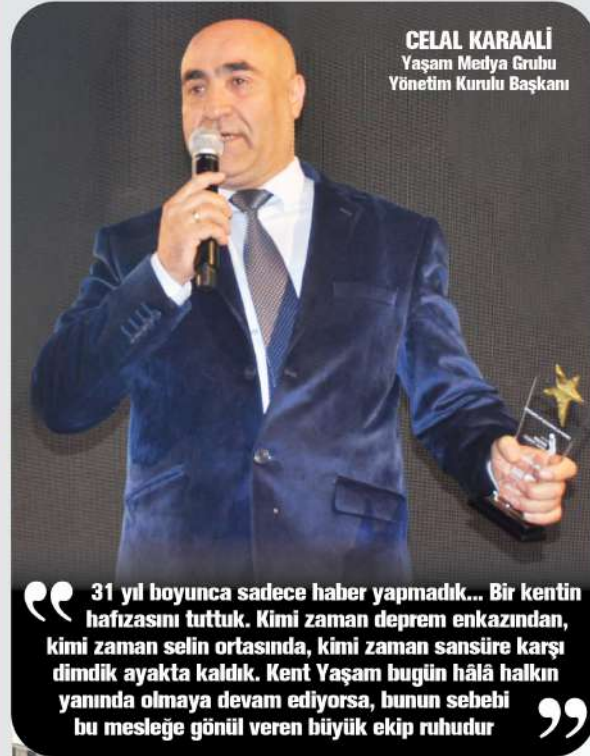 CELAL KARAALİ
Yaşam Medya Grubu
Yönetim Kurulu Başkanı
“ 31 yıl boyunca sadece haber yapmadık... Bir kentin
hafızasını tuttuk. Kimi zaman deprem enkazından,
kimi zaman selin ortasında, kimi zaman sansüre karşı
dimdik ayakta kaldık. Kent Yaşam bugün hâlâ halkın
yanında olmaya devam ediyorsa, bunun sebebi
bu mesleğe gönül veren büyük ekip ruhudur ”